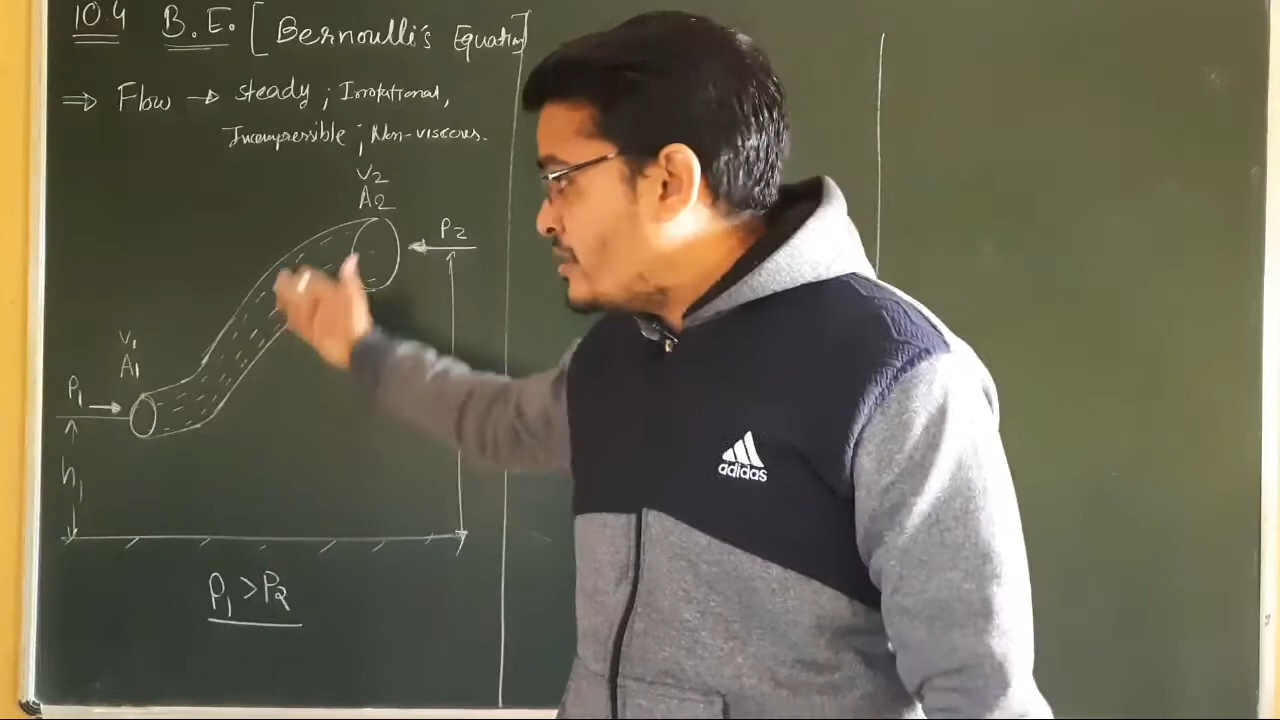 10.4 B.E. [Bernoulli's Equation]
⇒ Flow → steady ; Irrotational,
Incompressible ; Non-viscous.
V2
A2
P2
V1
A1
P1
h1
P1 > P2
adidas